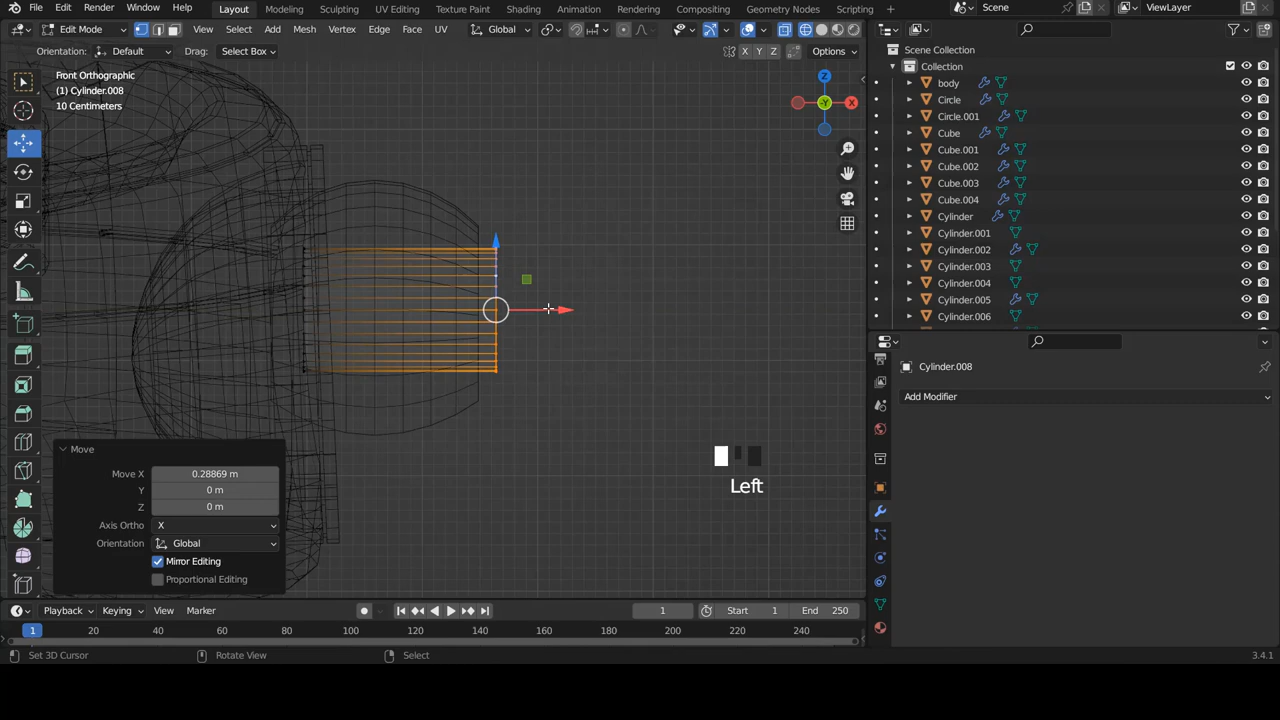 File Edit Render Window Help Layout Modeling Sculpting UV Editing Texture Paint Shading Animation Rendering Compositing Geometry Nodes Scripting Scene ViewLayer
Edit Mode View Select Add Mesh Vertex Edge Face UV Global
Orientation: Default Drag: Select Box X Y Z Options
Front Orthographic
(1) Cylinder.008
10 Centimeters
Z
X
-Y
Scene Collection
Collection
body
Circle
Circle.001
Cube
Cube.001
Cube.002
Cube.003
Cube.004
Cylinder
Cylinder.001
Cylinder.002
Cylinder.003
Cylinder.004
Cylinder.005
Cylinder.006
Cylinder.008
Add Modifier
Left
Move
Move X 0.28869 m
Y 0 m
Z 0 m
Axis Ortho X
Orientation Global
Mirror Editing
Proportional Editing
Playback Keying View Marker 1 Start 1 End 250
1 20 40 60 80 100 120 140 160 180 200 220 240
Set 3D Cursor Rotate View Select 3.4.1